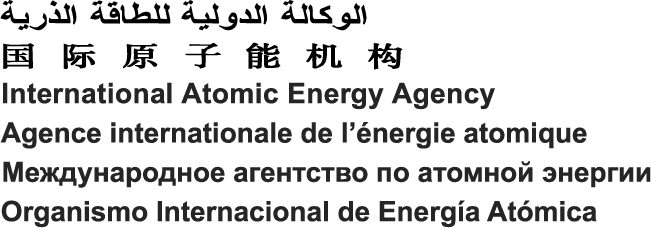 الوكالة الدولية للطاقة الذرية
国际原子能机构
International Atomic Energy Agency
Agence internationale de l’énergie atomique
Международное агентство по атомной энергии
Organismo Internacional de Energía Atómica